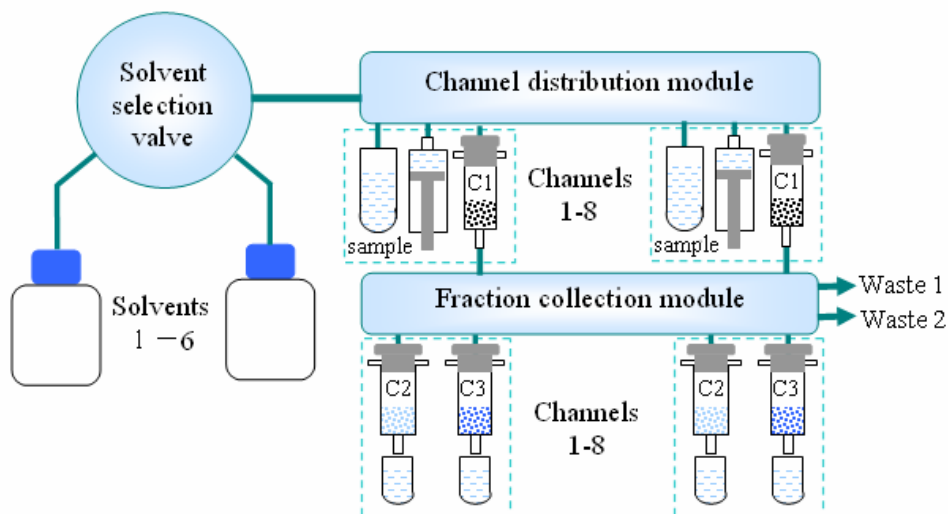 Solvent
selection
valve
Channel distribution module
C1
Channels
1-8
sample
C1
sample
Solvents
1 －6
Fraction collection module
Waste 1
Waste 2
C2
C3
Channels
1-8
C2
C3